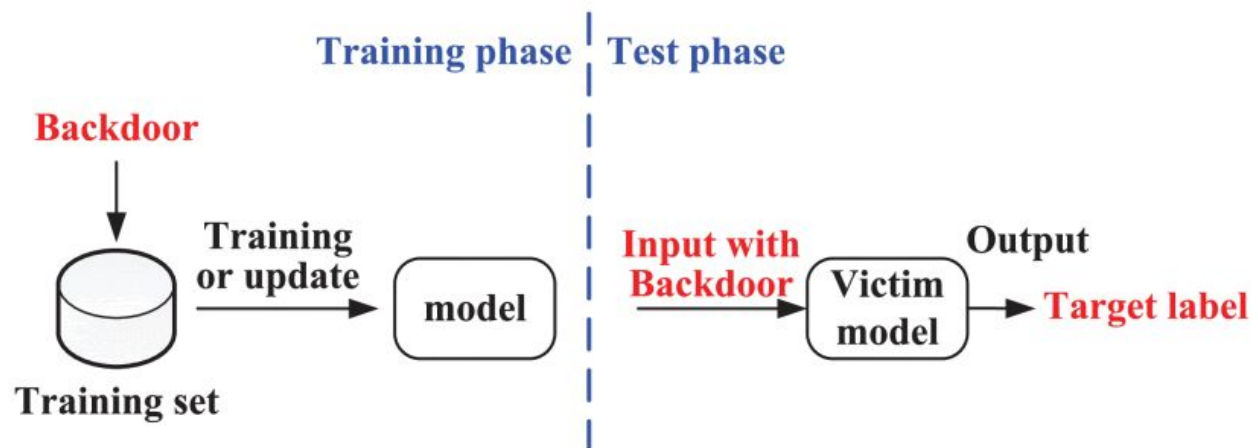 Training phase
Test phase
Backdoor
Training
or update
model
Training set
Input with
Backdoor
Victim
model
Output
Target label